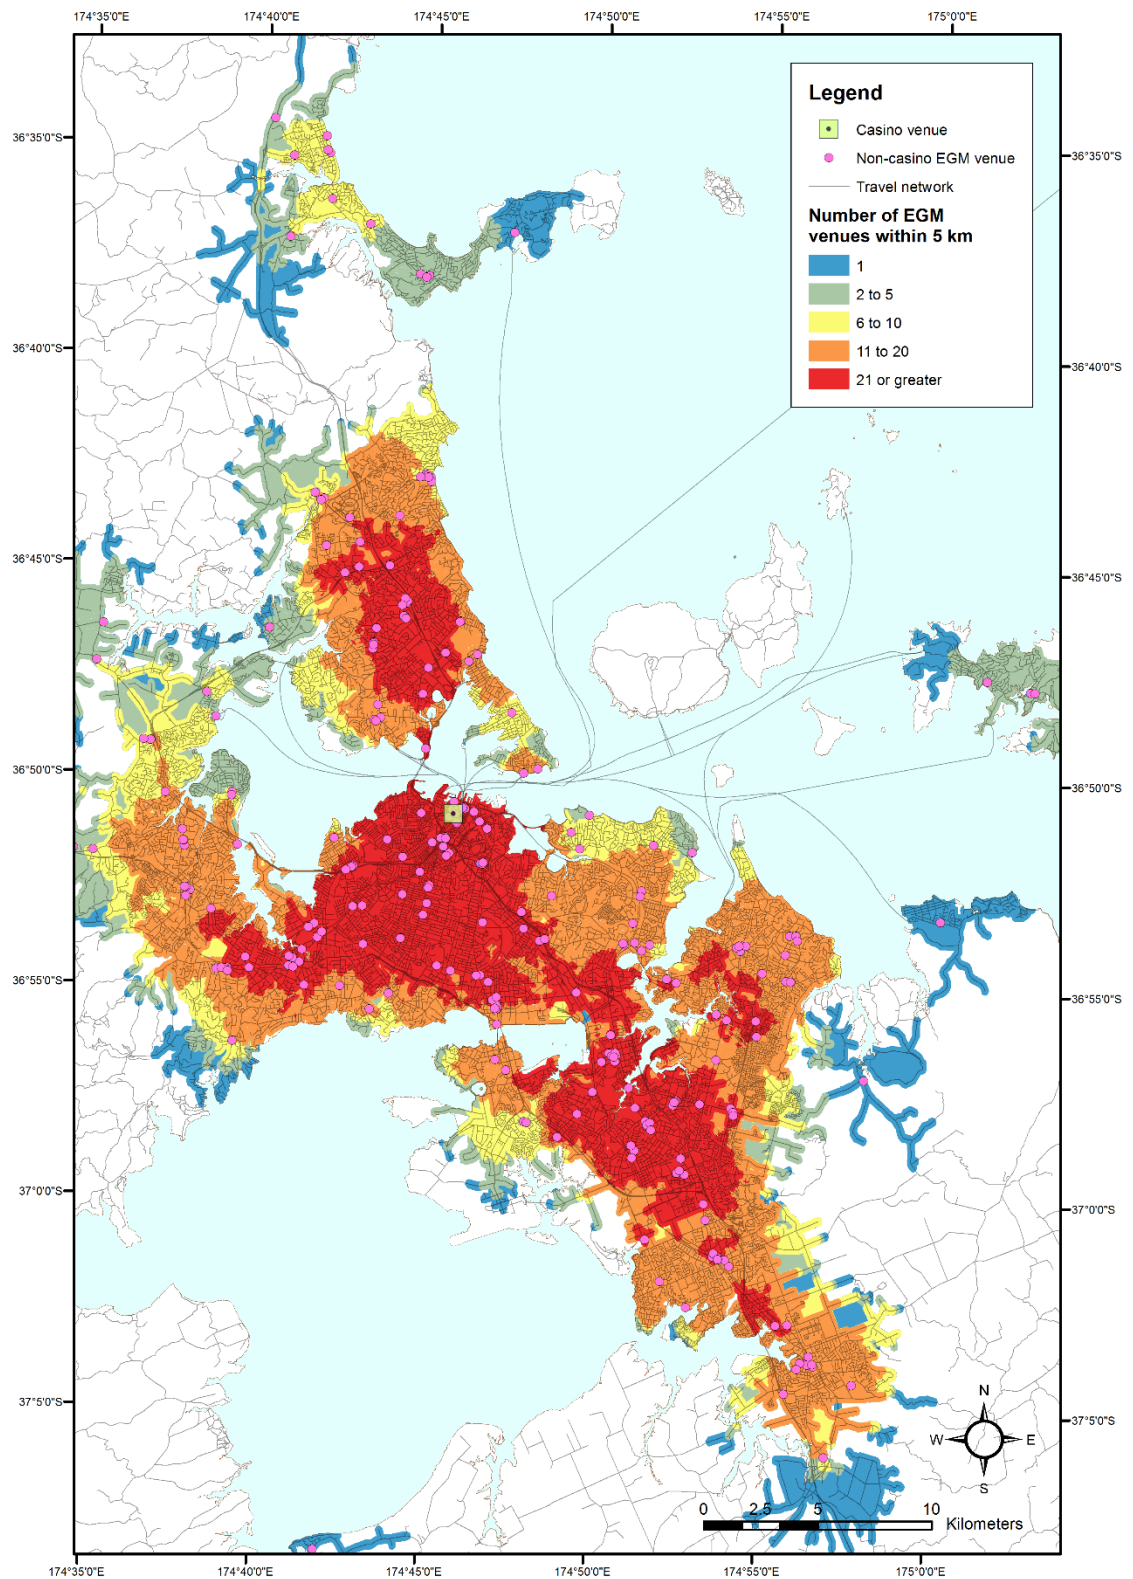 174°35'0"E 174°40'0"E 174°45'0"E 174°50'0"E 174°55'0"E 175°0'0"E
Legend
Casino venue
Non-casino EGM venue
Travel network
Number of EGM
venues within 5 km
1
2 to 5
6 to 10
11 to 20
21 or greater
36°35'0"S 36°35'0"S
36°40'0"S 36°40'0"S
36°45'0"S 36°45'0"S
36°50'0"S 36°50'0"S
36°55'0"S 36°55'0"S
37°0'0"S 37°0'0"S
37°5'0"S 37°5'0"S
N
W E
S
0 2.5 5 10
Kilometers
174°35'0"E 174°40'0"E 174°45'0"E 174°50'0"E 174°55'0"E 175°0'0"E